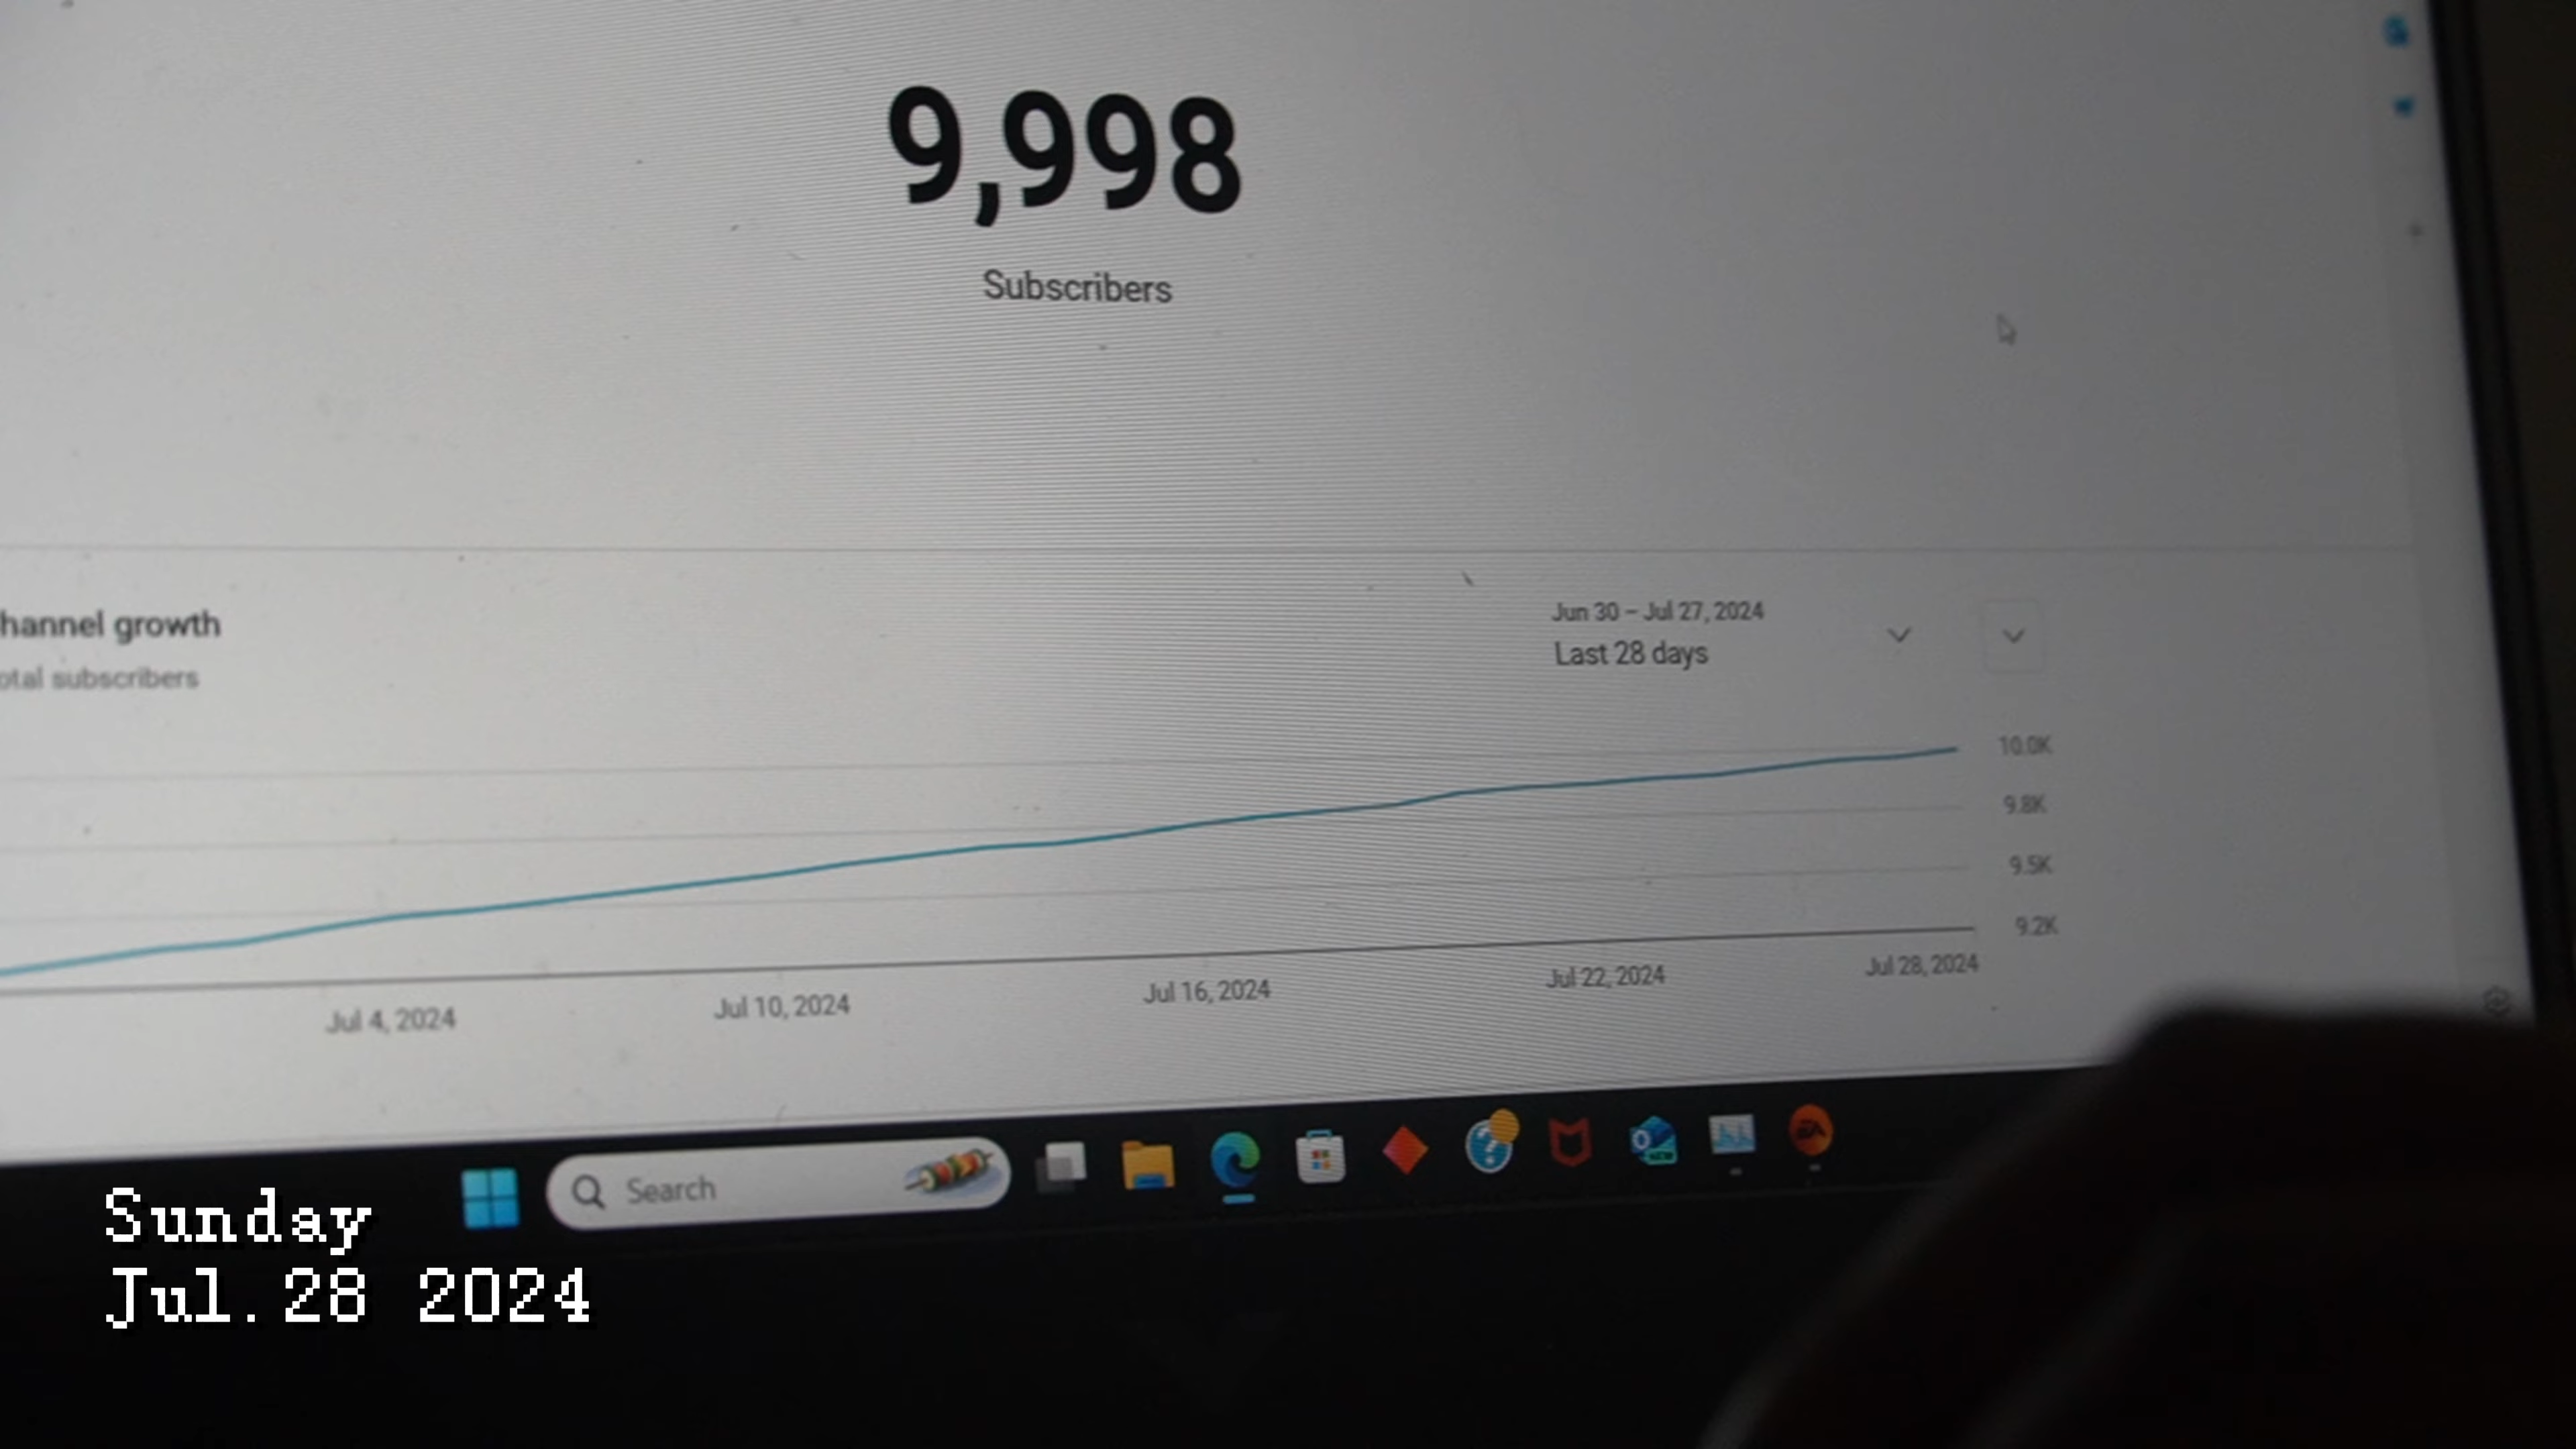 9,998
Subscribers
hannel growth
otal subscribers
Jun 30 – Jul 27, 2024
Last 28 days
10.0K
9.8K
9.5K
9.2K
Jul 4, 2024
Jul 10, 2024
Jul 16, 2024
Jul 22, 2024
Jul 28, 2024
Search
EA
Sunday
Jul.28 2024